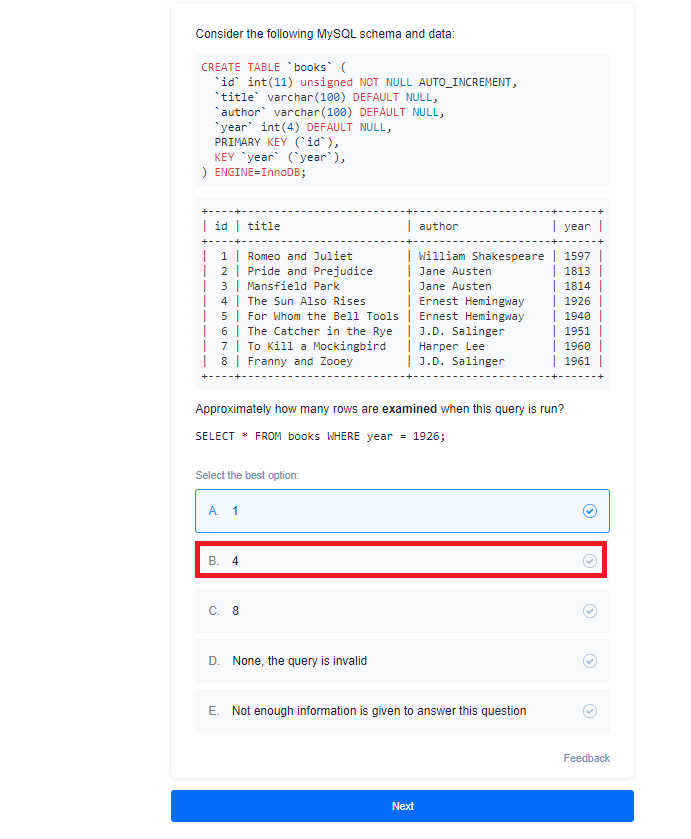 Consider the following MySQL schema and data:
CREATE TABLE `books` (
`id` int(11) unsigned NOT NULL AUTO_INCREMENT,
`title` varchar(100) DEFAULT NULL,
`author` varchar(100) DEFAULT NULL,
`year` int(4) DEFAULT NULL,
PRIMARY KEY (`id`),
KEY `year` (`year`),
) ENGINE=InnoDB;
+----+-----------------------+---------------------+------+
| id | title | author | year |
+----+-----------------------+---------------------+------+
| 1 | Romeo and Juliet | William Shakespeare | 1597 |
| 2 | Pride and Prejudice | Jane Austen | 1813 |
| 3 | Mansfield Park | Jane Austen | 1814 |
| 4 | The Sun Also Rises | Ernest Hemingway | 1926 |
| 5 | For Whom the Bell Tools | Ernest Hemingway | 1940 |
| 6 | The Catcher in the Rye | J.D. Salinger | 1951 |
| 7 | To Kill a Mockingbird | Harper Lee | 1960 |
| 8 | Franny and Zooey | J.D. Salinger | 1961 |
+----+-----------------------+---------------------+------+
Approximately how many rows are examined when this query is run?
SELECT * FROM books WHERE year = 1926;
Select the best option:
A. 1
B. 4
C. 8
D. None, the query is invalid
E. Not enough information is given to answer this question
Feedback
Next